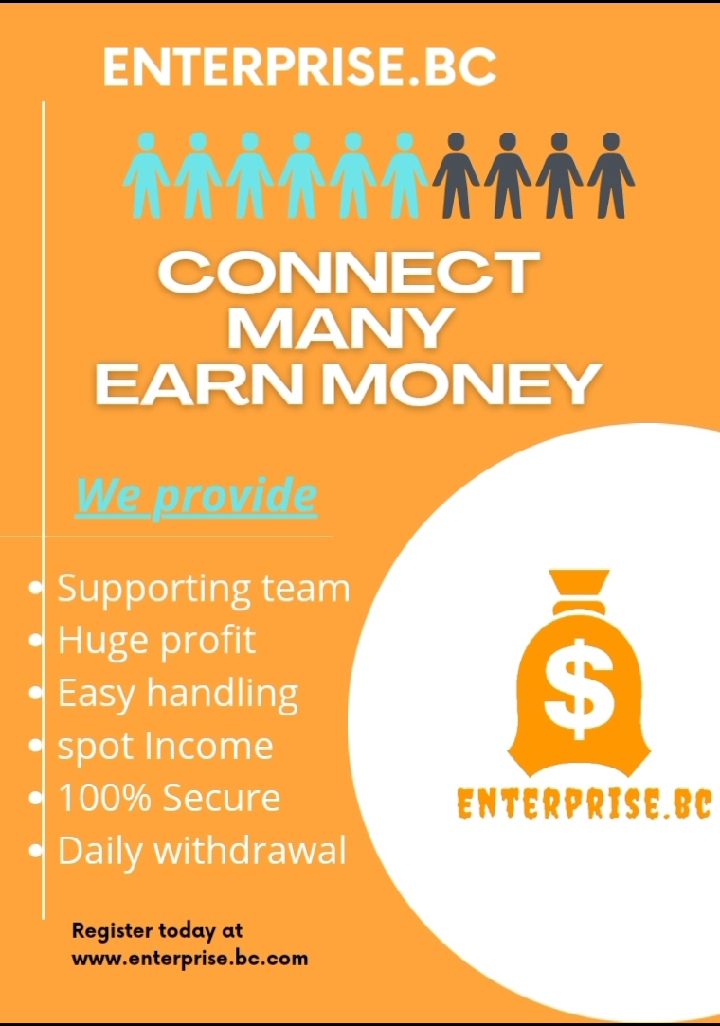 ENTERPRISE.BC
CONNECT
MANY
EARN MONEY
We provide
• Supporting team
• Huge profit
• Easy handling
• spot Income
• 100% Secure
• Daily withdrawal
$
ENTERPRISE.BC
Register today at
www.enterprise.bc.com